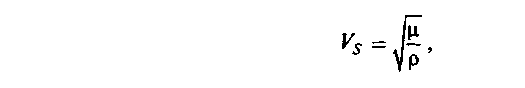 V_S = √(μ/ρ),